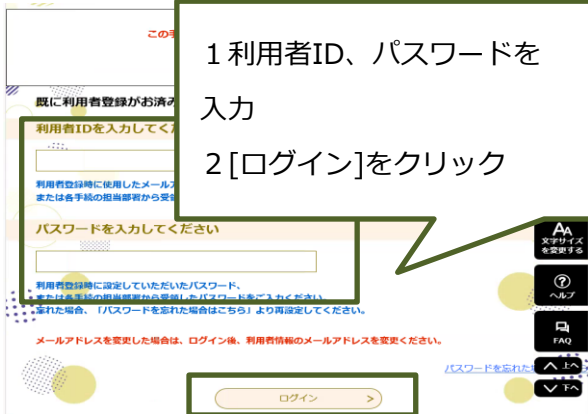 この手
１利用者ID、パスワードを
入力
２[ログイン]をクリック
既に利用者登録がお済み
利用者IDを入力してくだ
利用者登録時に使用したメールア
または各手続の担当部署から受領
パスワードを入力してください
利用者登録時に設定していただいたパスワード、
または各手続の担当部署から受領したパスワードをご入力ください。
忘れた場合、「パスワードを忘れた場合はこちら」より再設定してください。
メールアドレスを変更した場合は、ログイン後、利用者情報のメールアドレスを変更ください。
パスワードを忘れた
ログイン >
AA
文字サイズ
を変更する
?
ヘルプ
FAQ
上へ
下へ